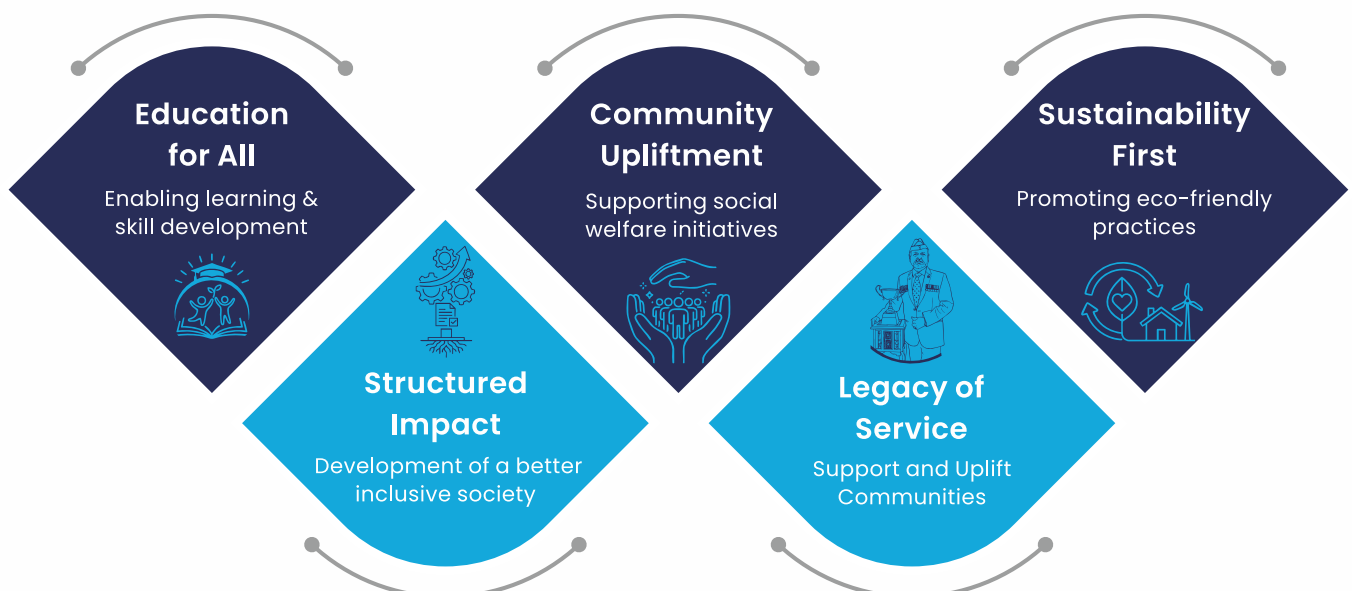 Education
for All
Enabling learning &
skill development
Structured
Impact
Development of a better
inclusive society
Community
Upliftment
Supporting social
welfare initiatives
Legacy of
Service
Support and Uplift
Communities
Sustainability
First
Promoting eco-friendly
practices